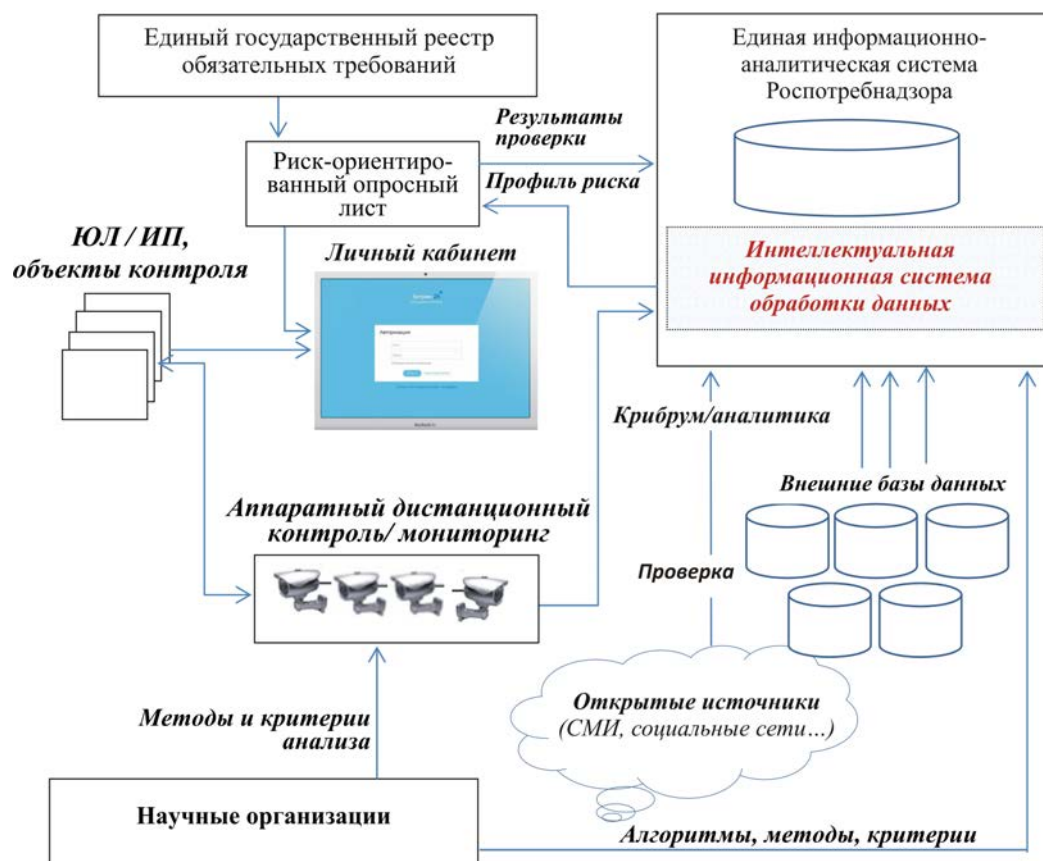 Единый государственный реестр
обязательных требований
Единая информационно-
аналитическая система
Роспотребнадзора
Результаты
проверки
Риск-ориентиро-
ванный опросный
лист
Профиль риска
ЮЛ / ИП,
объекты контроля
Личный кабинет
Интеллектуальная
информационная система
обработки данных
Авторизация
Крибрум/аналитика
Внешние базы данных
Аппаратный дистанционный
контроль/ мониторинг
Проверка
Открытые источники
(СМИ, социальные сети...)
Методы и критерии
анализа
Научные организации
Алгоритмы, методы, критерии